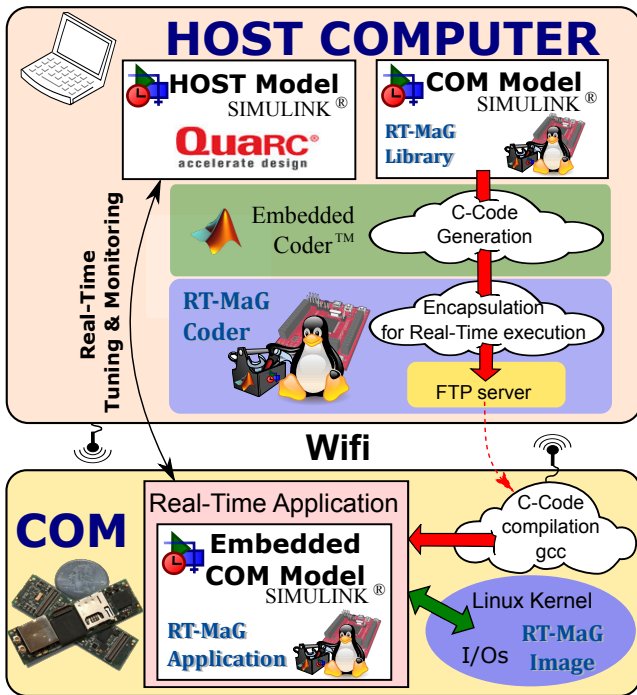 HOST COMPUTER
HOST Model
SIMULINK ®
QUARC®
accelerate design
COM Model
SIMULINK ®
RT-MaG
Library
Embedded
Coder™
C-Code
Generation
RT-MaG
Coder
Encapsulation
for Real-Time execution
FTP server
Real-Time
Tuning & Monitoring
Wifi
COM
Real-Time Application
Embedded
COM Model
SIMULINK ®
RT-MaG
Application
C-Code
compilation
gcc
Linux Kernel
I/Os
RT-MaG
Image